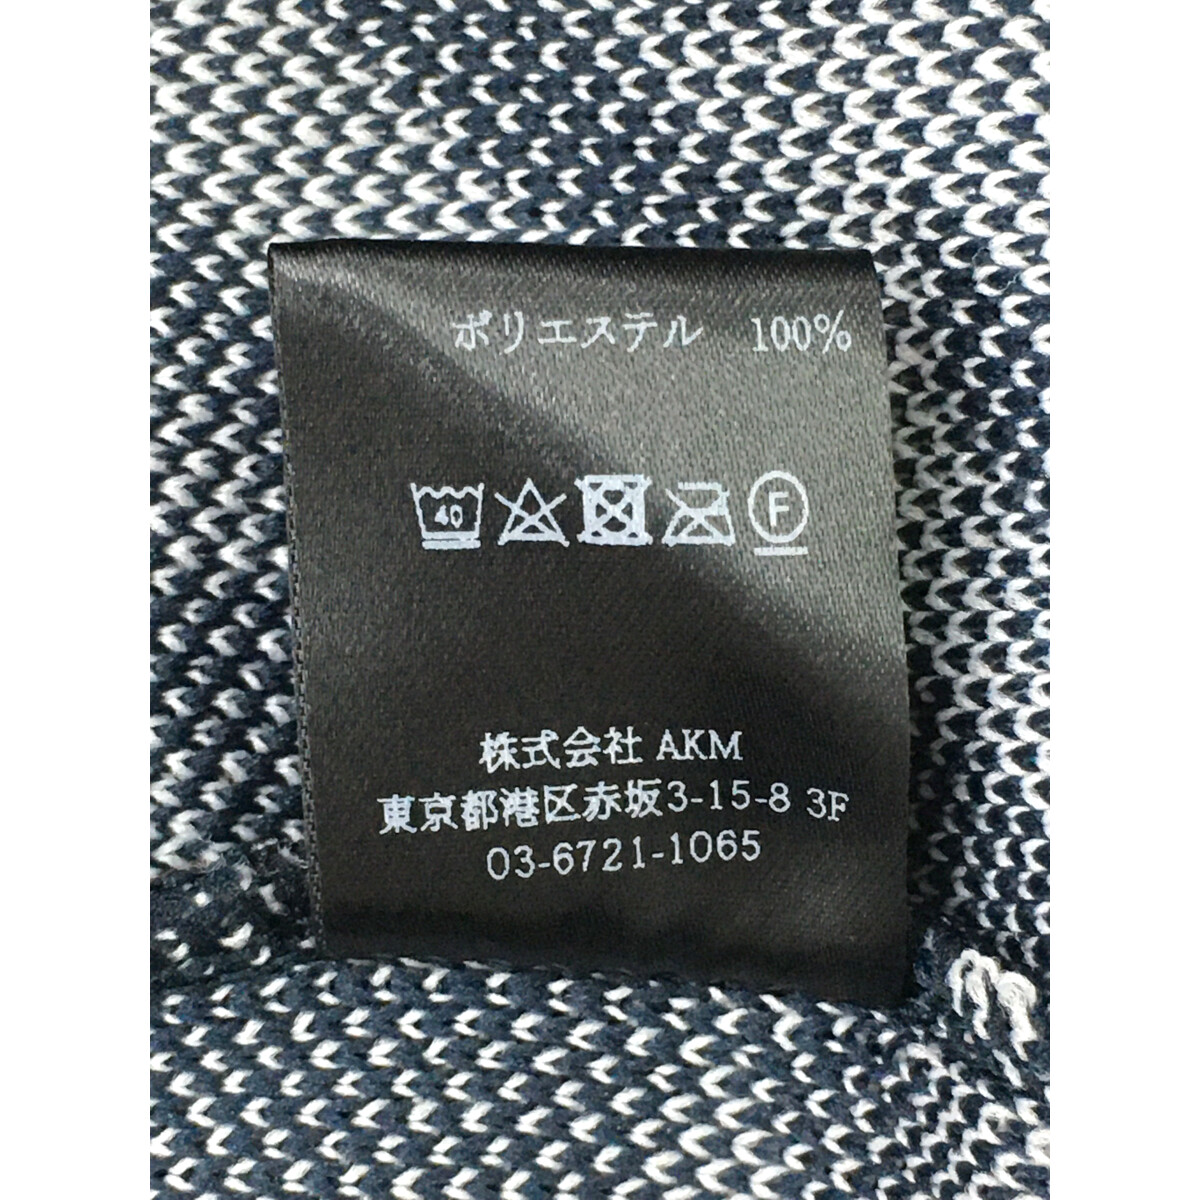 ポリエステル 100%
40 F
株式会社 AKM
東京都港区赤坂3-15-8 3F
03-6721-1065